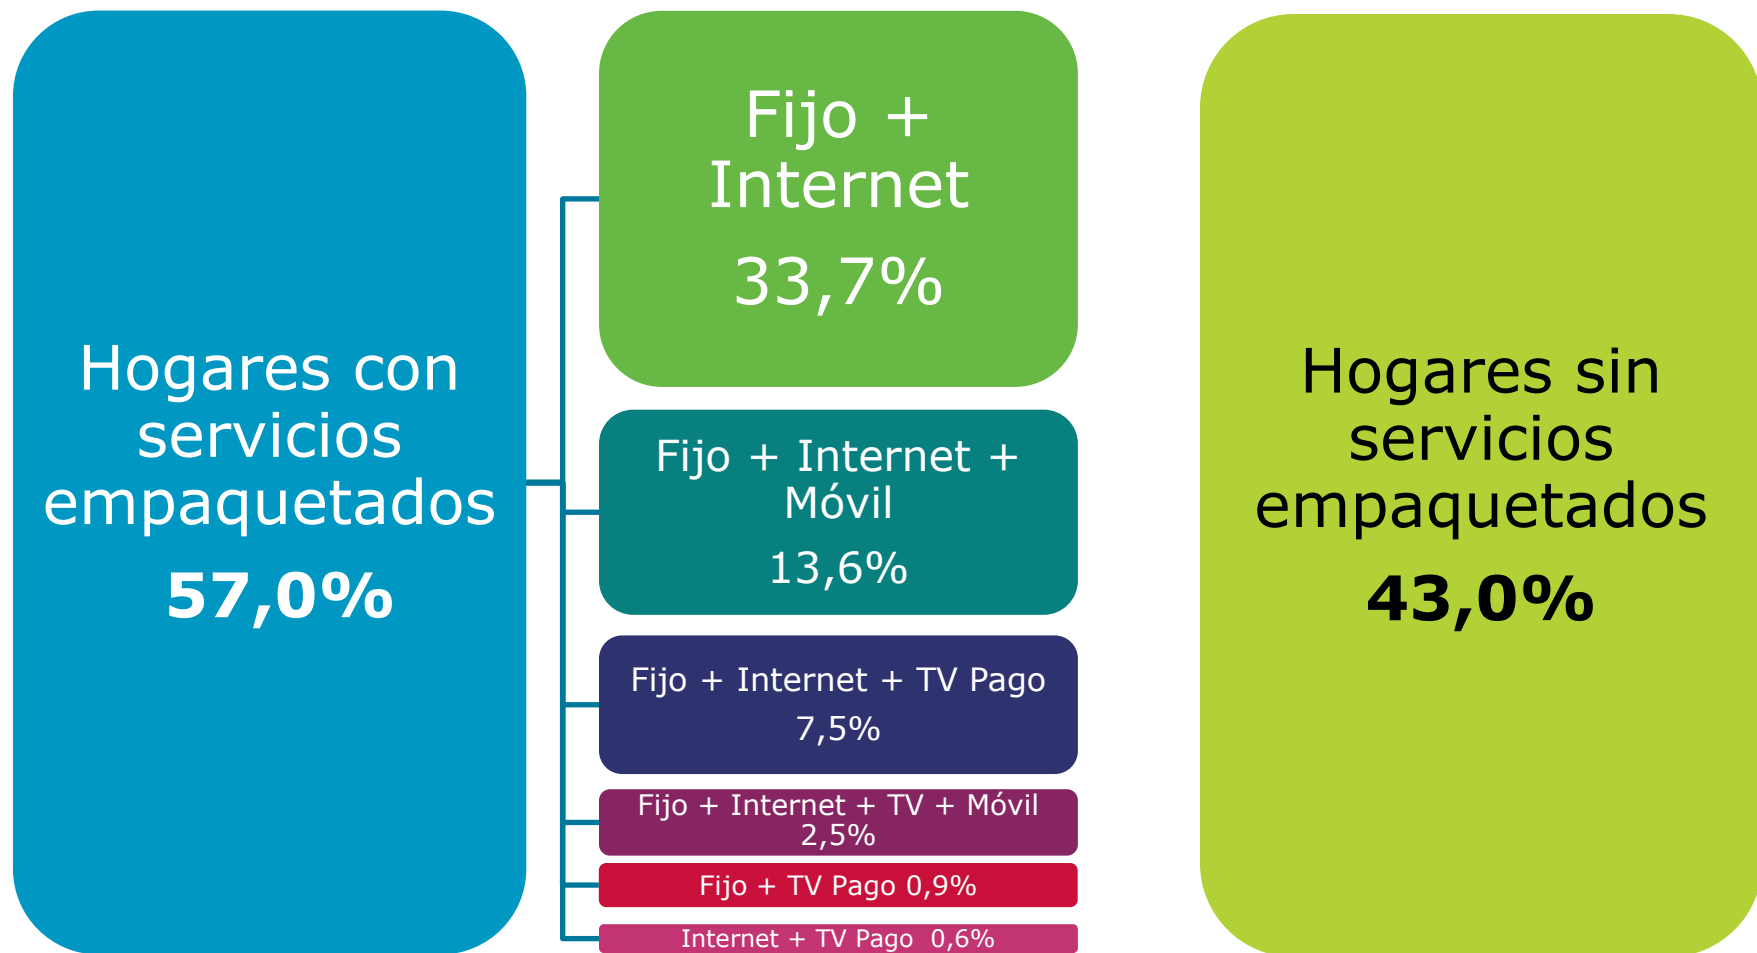 Hogares con
servicios
empaquetados
57,0%
Fijo +
Internet
33,7%
Fijo + Internet +
Móvil
13,6%
Fijo + Internet + TV Pago
7,5%
Fijo + Internet + TV + Móvil
2,5%
Fijo + TV Pago 0,9%
Internet + TV Pago 0,6%
Hogares sin
servicios
empaquetados
43,0%